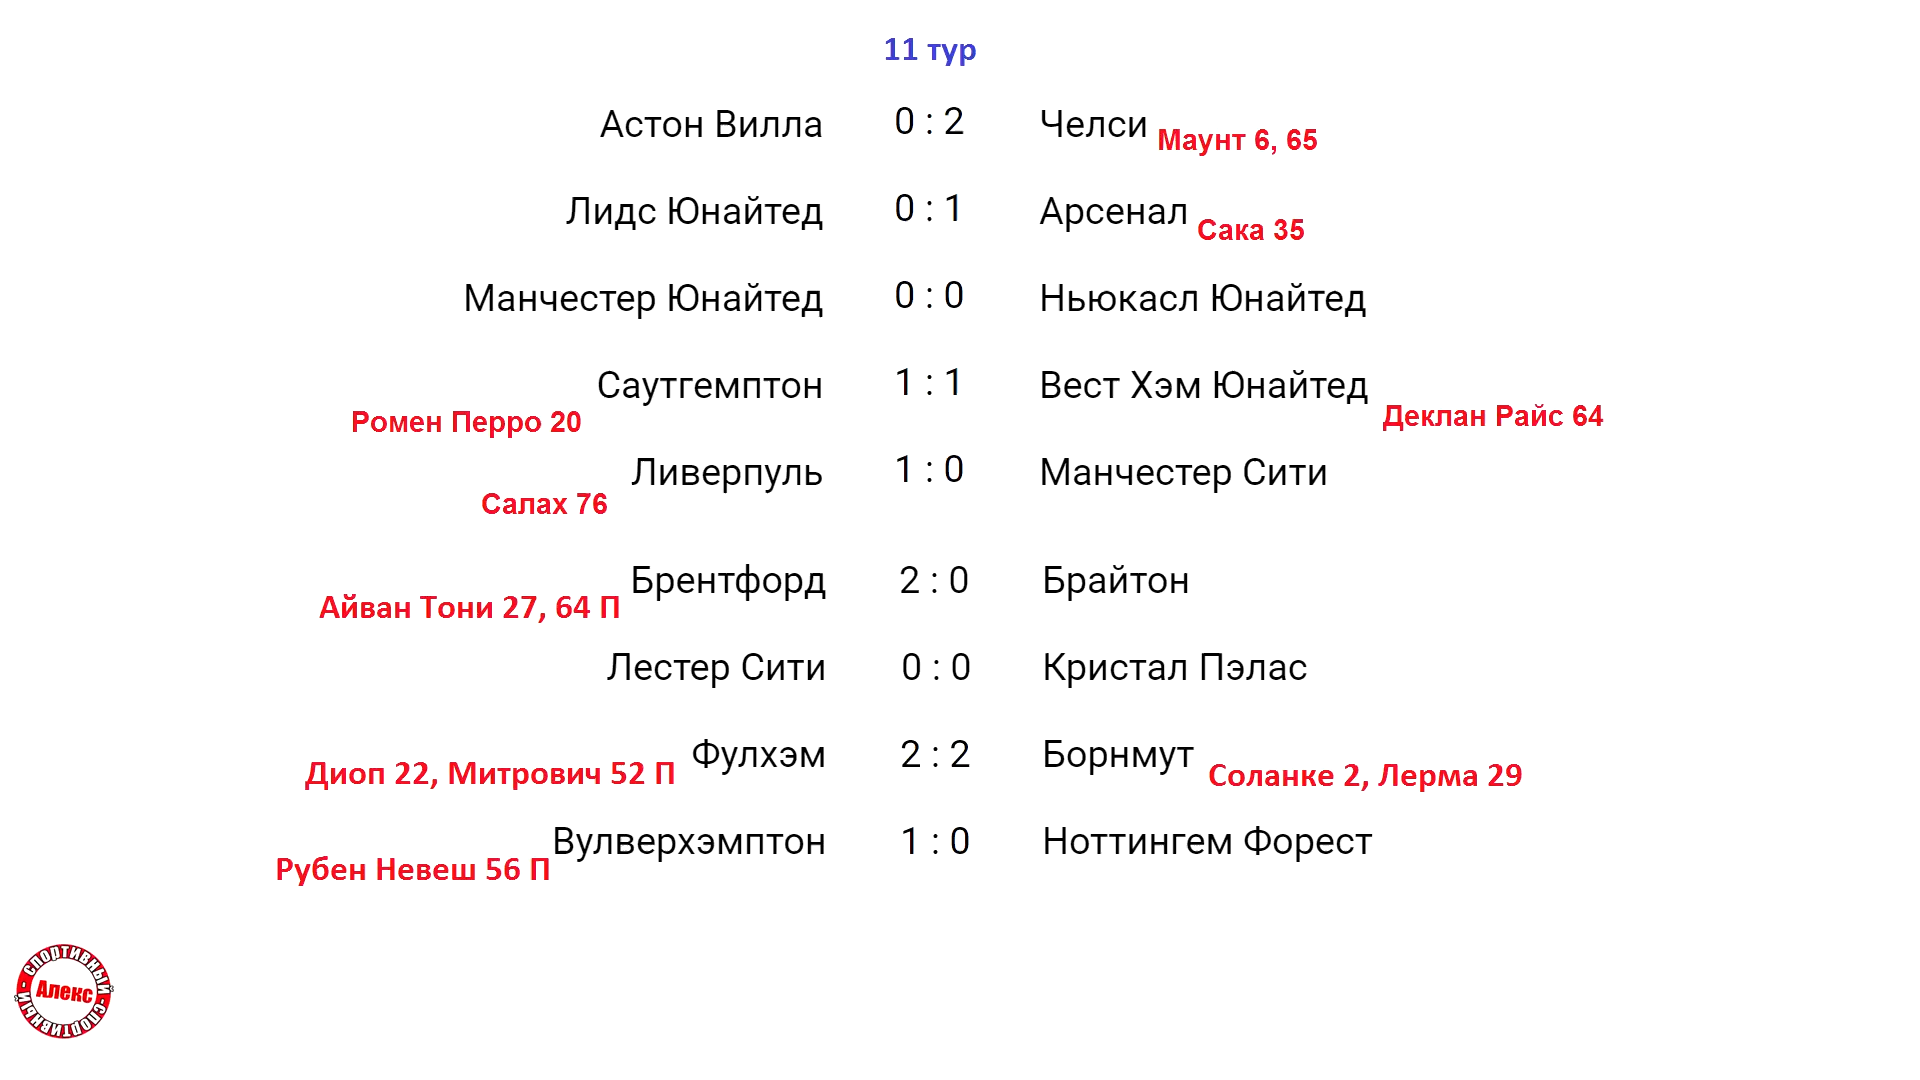 11 тур
Астон Вилла 0 : 2 Челси Маунт 6, 65
Лидс Юнайтед 0 : 1 Арсенал Сака 35
Манчестер Юнайтед 0 : 0 Ньюкасл Юнайтед
Саутгемптон 1 : 1 Вест Хэм Юнайтед
Ромен Перро 20 Деклан Райс 64
Ливерпуль 1 : 0 Манчестер Сити
Салах 76
Брентфорд 2 : 0 Брайтон
Айван Тони 27, 64 П
Лестер Сити 0 : 0 Кристал Пэлас
Фулхэм 2 : 2 Борнмут
Диоп 22, Митрович 52 П Соланке 2, Лерма 29
Вулверхэмптон 1 : 0 Ноттингем Форест
Рубен Невеш 56 П
СПОРТИВНЫЙ
Алекс
СПОРТИВНЫЙ